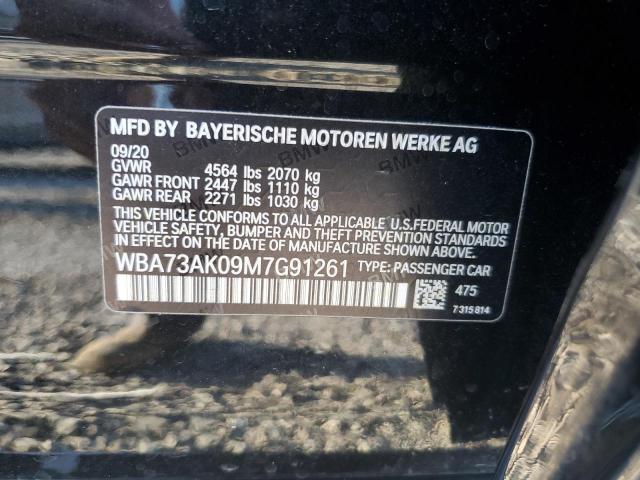 MFD BY BAYERISCHE MOTOREN WERKE AG
09/20
GVWR 4564 lbs 2070 kg
GAWR FRONT 2447 lbs 1110 kg
GAWR REAR 2271 lbs 1030 kg
THIS VEHICLE CONFORMS TO ALL APPLICABLE U.S.FEDERAL MOTOR
VEHICLE SAFETY, BUMPER, AND THEFT PREVENTION STANDARDS
IN EFFECT ON THE DATE OF MANUFACTURE SHOWN ABOVE.
WBA73AK09M7G91261 TYPE: PASSENGER CAR
475
7315814